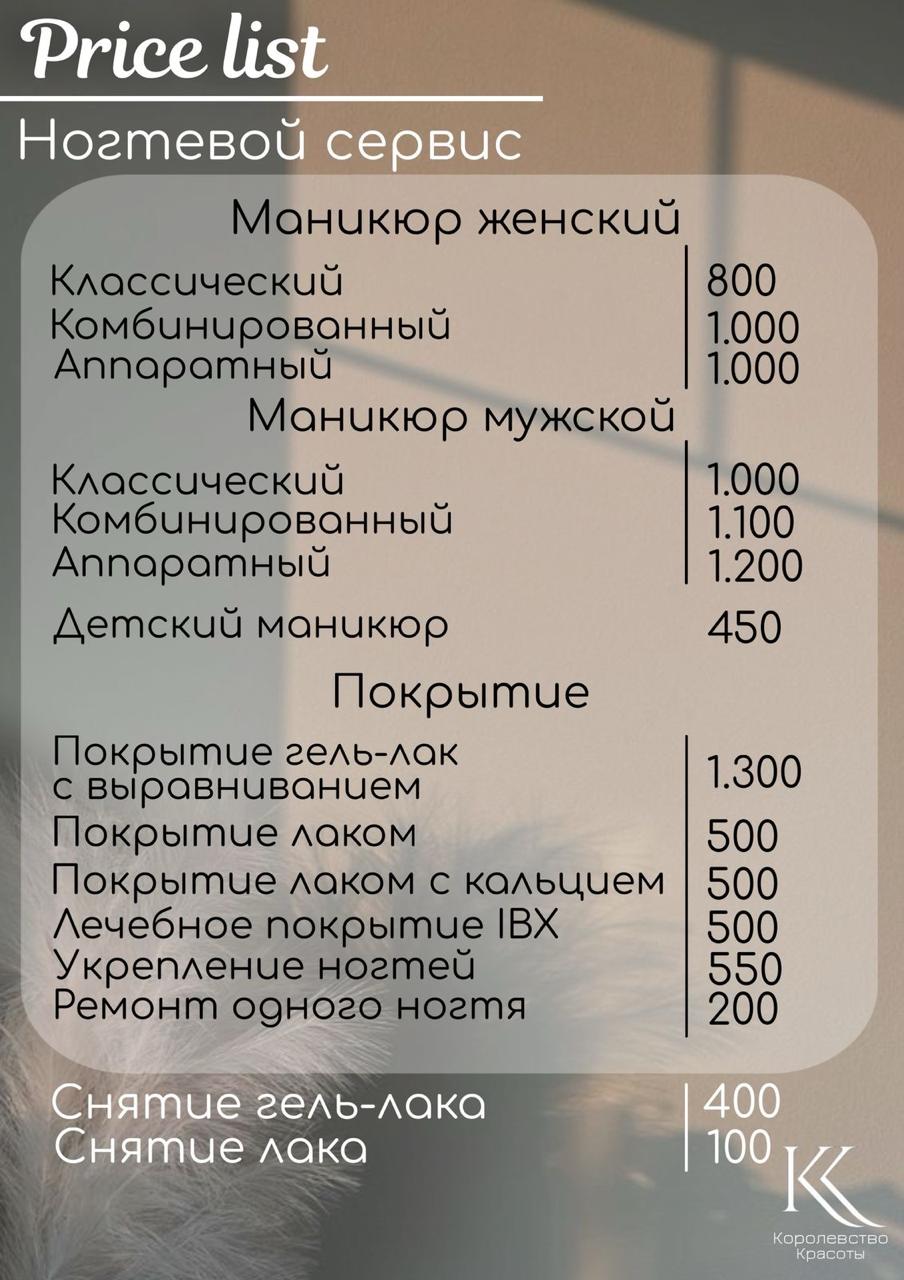 Price list
Ногтевой сервис
Маникюр женский
Классический 800
Комбинированный 1.000
Аппаратный 1.000
Маникюр мужской
Классический 1.000
Комбинированный 1.100
Аппаратный 1.200
Детский маникюр 450
Покрытие
Покрытие гель-лак
с выравниванием 1.300
Покрытие лаком 500
Покрытие лаком с кальцием 500
Лечебное покрытие IBX 500
Укрепление ногтей 550
Ремонт одного ногтя 200
Снятие гель-лака 400
Снятие лака 100
КК
Королевство
Красоты